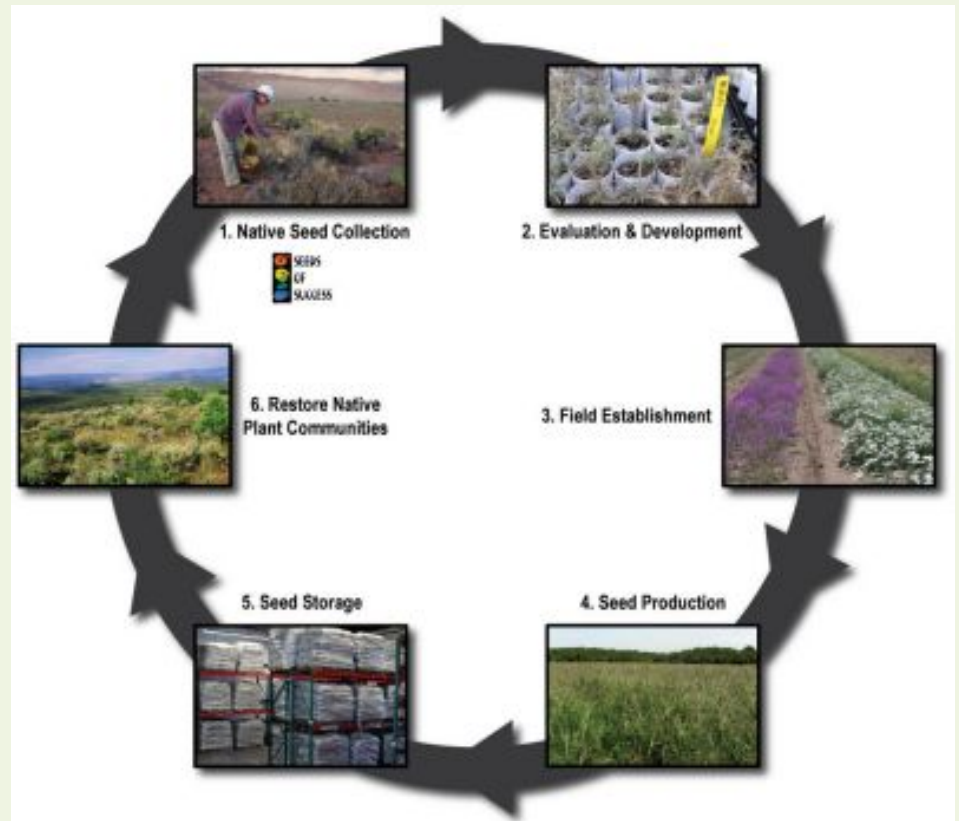 1. Native Seed Collection
SEEDS
OF
SUCCESS
2. Evaluation & Development
3. Field Establishment
4. Seed Production
5. Seed Storage
6. Restore Native
Plant Communities